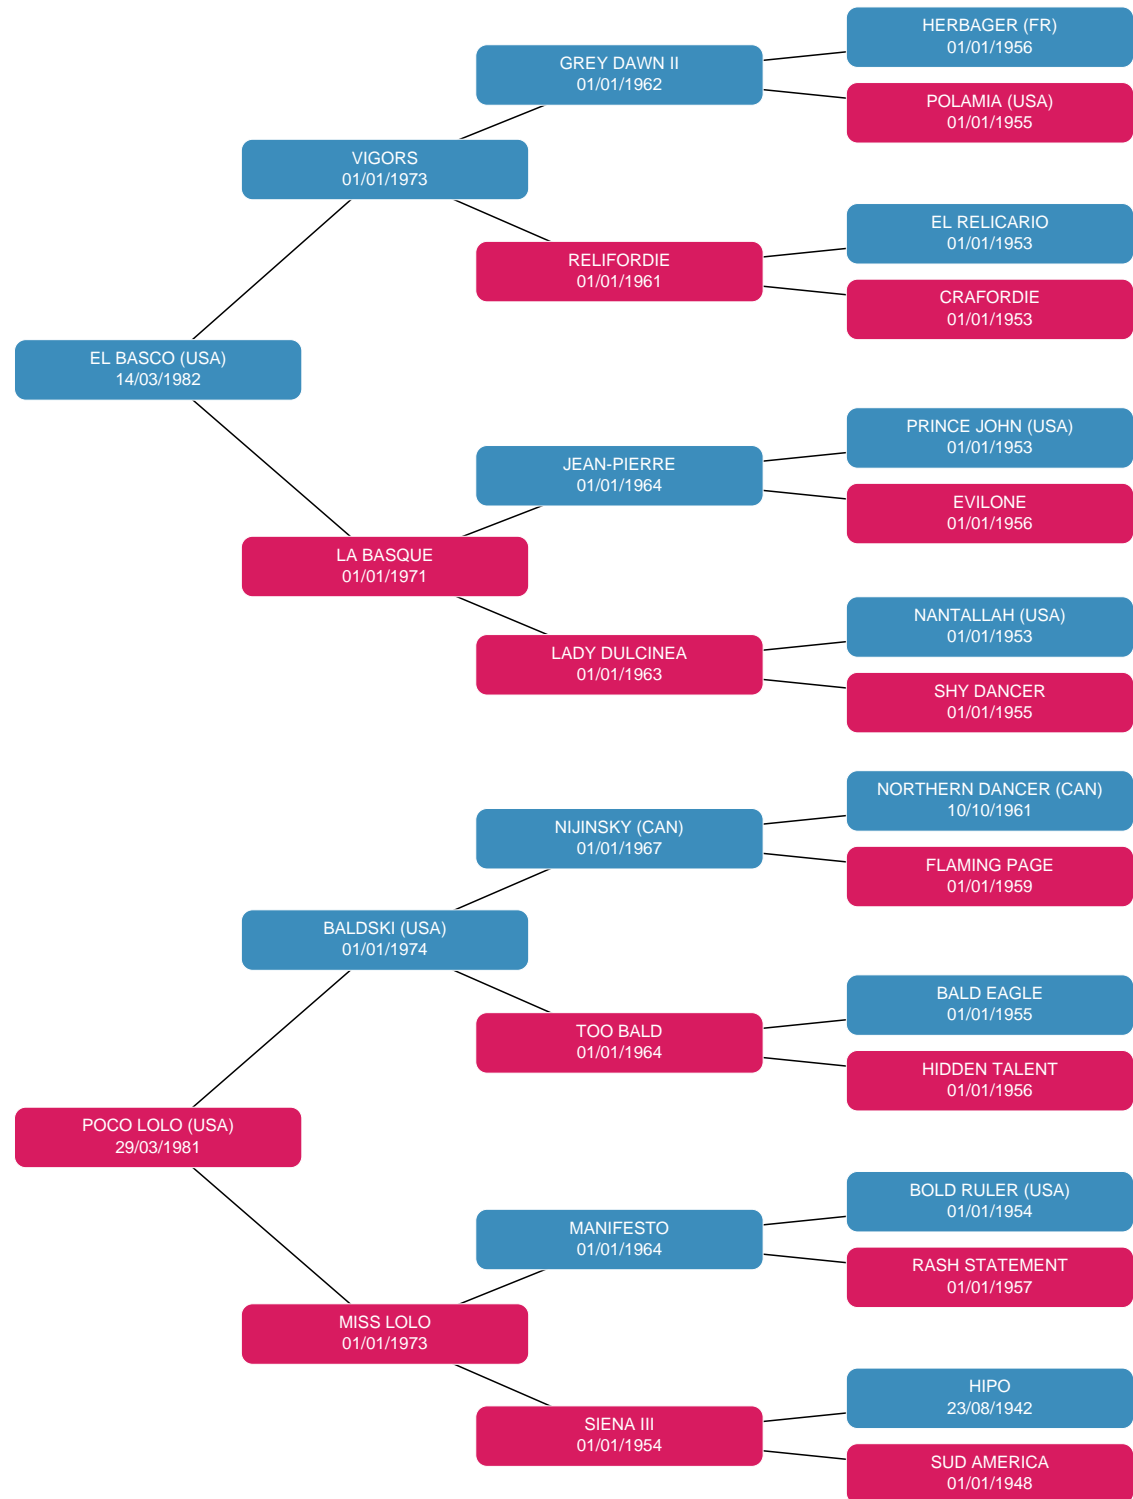 HERBAGER (FR)
01/01/1956
GREY DAWN II
01/01/1962
POLAMIA (USA)
01/01/1955
VIGORS
01/01/1973
EL RELICARIO
01/01/1953
RELIFORDIE
01/01/1961
CRAFORDIE
01/01/1953
EL BASCO (USA)
14/03/1982
PRINCE JOHN (USA)
01/01/1953
JEAN-PIERRE
01/01/1964
EVILONE
01/01/1956
LA BASQUE
01/01/1971
NANTALLAH (USA)
01/01/1953
LADY DULCINEA
01/01/1963
SHY DANCER
01/01/1955
NORTHERN DANCER (CAN)
10/10/1961
NIJINSKY (CAN)
01/01/1967
FLAMING PAGE
01/01/1959
BALDSKI (USA)
01/01/1974
BALD EAGLE
01/01/1955
TOO BALD
01/01/1964
HIDDEN TALENT
01/01/1956
POCO LOLO (USA)
29/03/1981
BOLD RULER (USA)
01/01/1954
MANIFESTO
01/01/1964
RASH STATEMENT
01/01/1957
MISS LOLO
01/01/1973
HIPO
23/08/1942
SIENA III
01/01/1954
SUD AMERICA
01/01/1948